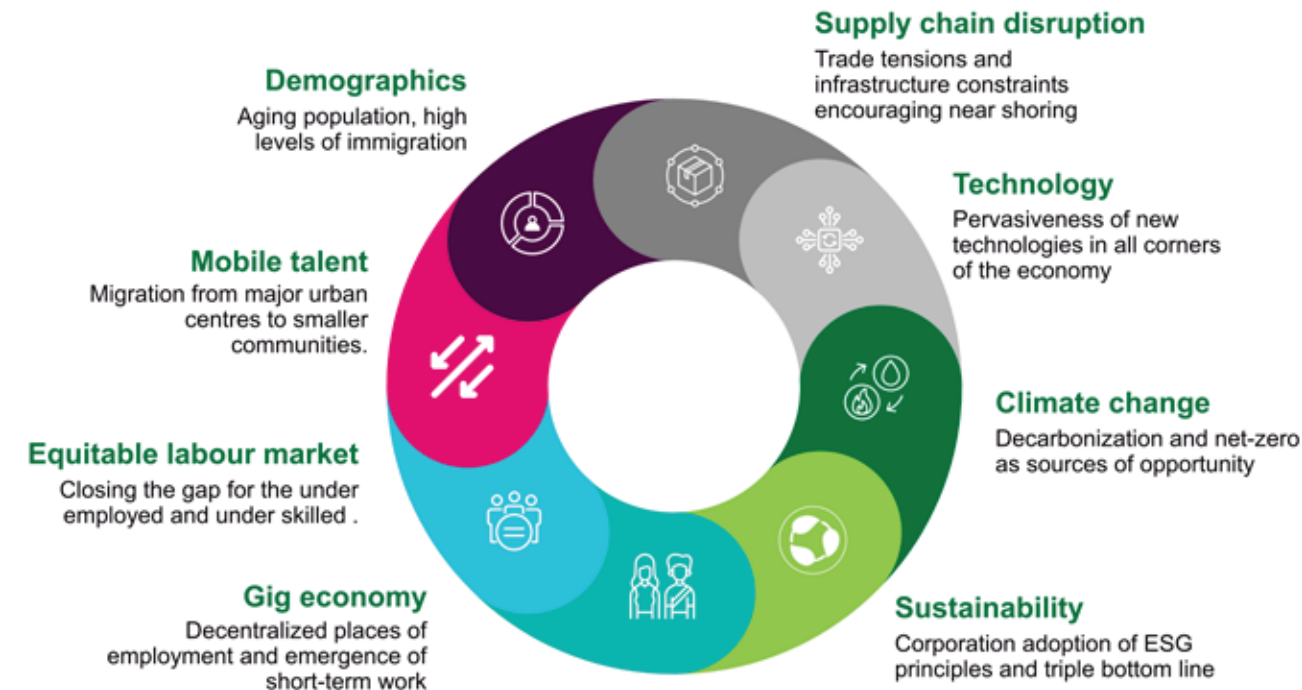 Supply chain disruption
Trade tensions and
infrastructure constraints
encouraging near shoring
Technology
Pervasiveness of new
technologies in all corners
of the economy
Climate change
Decarbonization and net-zero
as sources of opportunity
Sustainability
Corporation adoption of ESG
principles and triple bottom line
Gig economy
Decentralized places of
employment and emergence of
short-term work
Equitable labour market
Closing the gap for the under
employed and under skilled .
Mobile talent
Migration from major urban
centres to smaller
communities.
Demographics
Aging population, high
levels of immigration